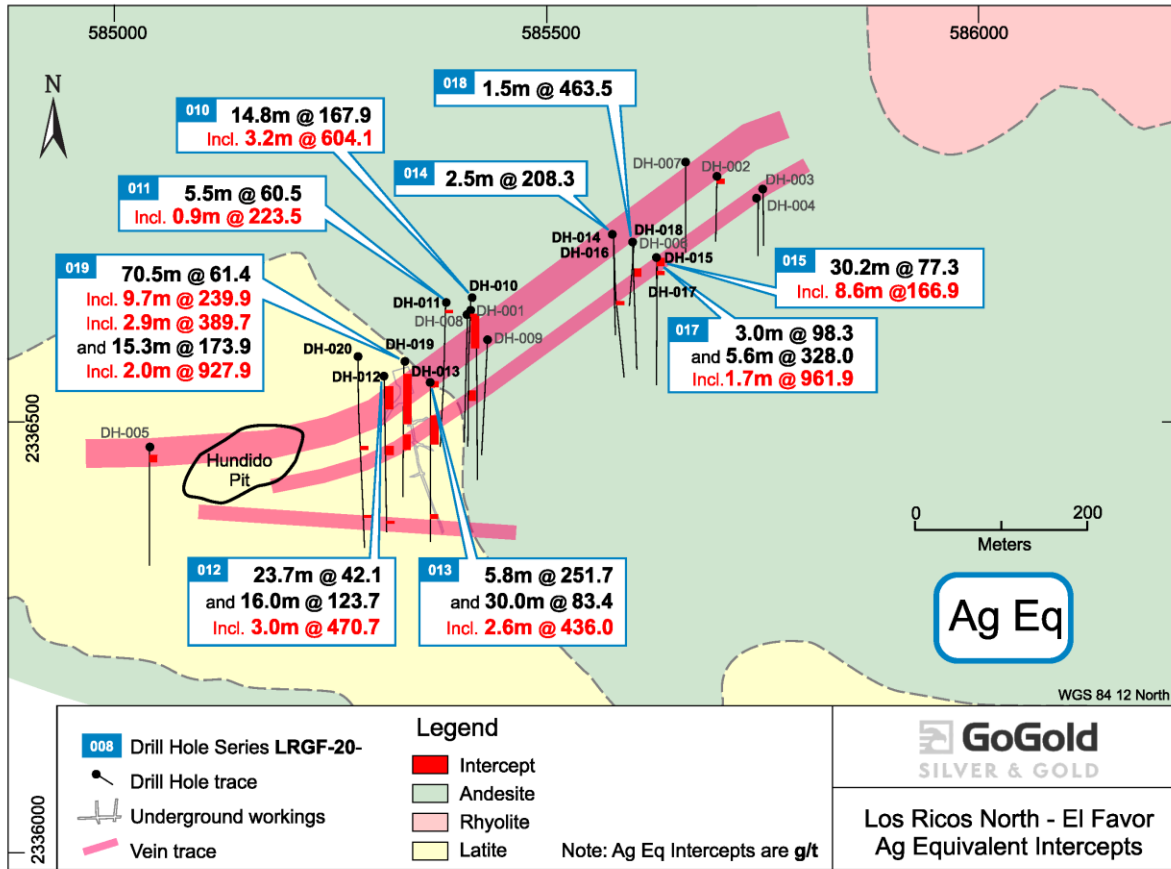 585000
585500
586000
N
018 1.5m @ 463.5
010 14.8m @ 167.9
Incl. 3.2m @ 604.1
014 2.5m @ 208.3
011 5.5m @ 60.5
Incl. 0.9m @ 223.5
019 70.5m @ 61.4
Incl. 9.7m @ 239.9
Incl. 2.9m @ 389.7
and 15.3m @ 173.9
Incl. 2.0m @ 927.9
DH-007
DH-002
DH-003
DH-004
DH-014
DH-016
DH-018
DH-006
DH-015
DH-017
015 30.2m @ 77.3
Incl. 8.6m @166.9
017 3.0m @ 98.3
and 5.6m @ 328.0
Incl.1.7m @ 961.9
DH-010
DH-011
DH-001
DH-008
DH-009
DH-020
DH-019
DH-012
DH-013
DH-005
Hundido
Pit
2336500
012 23.7m @ 42.1
and 16.0m @ 123.7
Incl. 3.0m @ 470.7
013 5.8m @ 251.7
and 30.0m @ 83.4
Incl. 2.6m @ 436.0
0 200
Meters
Ag Eq
WGS 84 12 North
2336000
008 Drill Hole Series LRGF-20-
Drill Hole trace
Underground workings
Vein trace
Legend
Intercept
Andesite
Rhyolite
Latite
Note: Ag Eq Intercepts are g/t
GoGold
SILVER & GOLD
Los Ricos North - El Favor
Ag Equivalent Intercepts